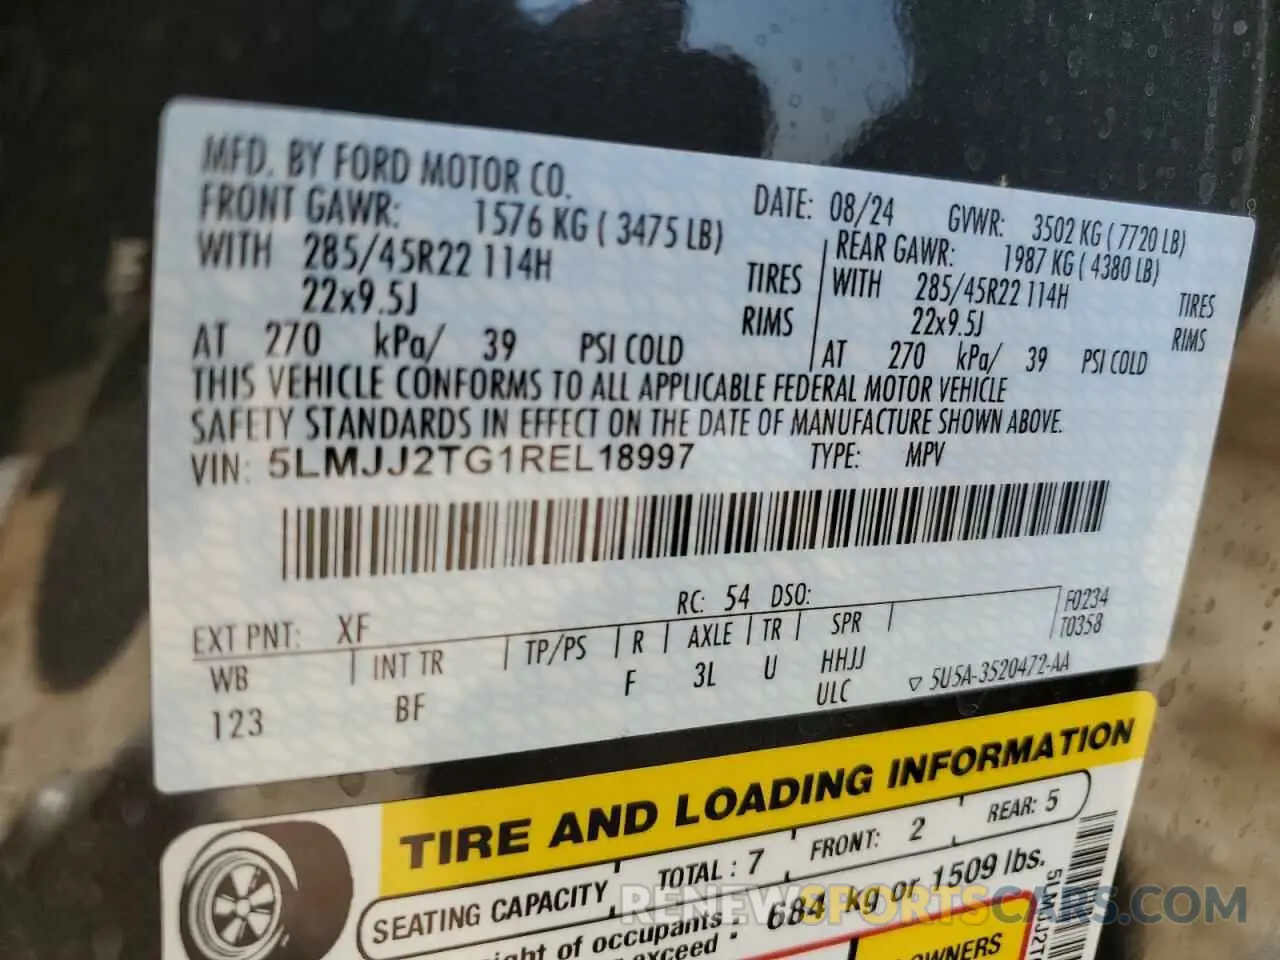 MFD. BY FORD MOTOR CO.
DATE: 08/24 GVWR: 3502 KG (7720 LB)
FRONT GAWR: 1576 KG (3475 LB)
WITH 285/45R22 114H TIRES
22x9.5J RIMS
AT 270 kPa/ 39 PSI COLD
REAR GAWR: 1987 KG (4380 LB)
WITH 285/45R22 114H TIRES
22x9.5J RIMS
AT 270 kPa/ 39 PSI COLD
THIS VEHICLE CONFORMS TO ALL APPLICABLE FEDERAL MOTOR VEHICLE
SAFETY STANDARDS IN EFFECT ON THE DATE OF MANUFACTURE SHOWN ABOVE.
VIN: 5LMJJ2TG1REL18997 TYPE: MPV
EXT PNT: XF RC: 54 DSO: F0234
T0358
WB INT TR TP/PS R AXLE TR SPR
123 BF F 3L U HHJJ
ULC ▽ 5U5A-3S20472-AA
TIRE AND LOADING INFORMATION
SEATING CAPACITY TOTAL : 7 FRONT: 2 REAR: 5
of occupants 684 kg or 1509 lbs.
exceed
OWNERS
RENEWSPORTSCARS.COM